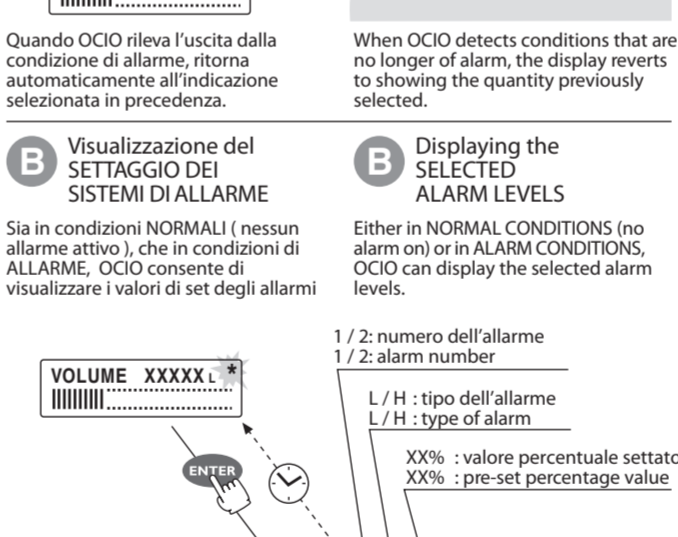 Quando OCIO rileva l'uscita dalla
condizione di allarme, ritorna
automaticamente all'indicazione
selezionata in precedenza.
When OCIO detects conditions that are
no longer of alarm, the display reverts
to showing the quantity previously
selected.
B
Visualizzazione del
SETTAGGIO DEI
SISTEMI DI ALLARME
Sia in condizioni NORMALI ( nessun
allarme attivo ), che in condizioni di
ALLARME, OCIO consente di
visualizzare i valori di set degli allarmi
B
Displaying the
SELECTED
ALARM LEVELS
Either in NORMAL CONDITIONS (no
alarm on) or in ALARM CONDITIONS,
OCIO can display the selected alarm
levels.
1 / 2: numero dell'allarme
1 / 2: alarm number
VOLUME XXXXX L *
L / H : tipo dell'allarme
L / H : type of alarm
XX% : valore percentuale settato
XX% : pre-set percentage value
ENTER